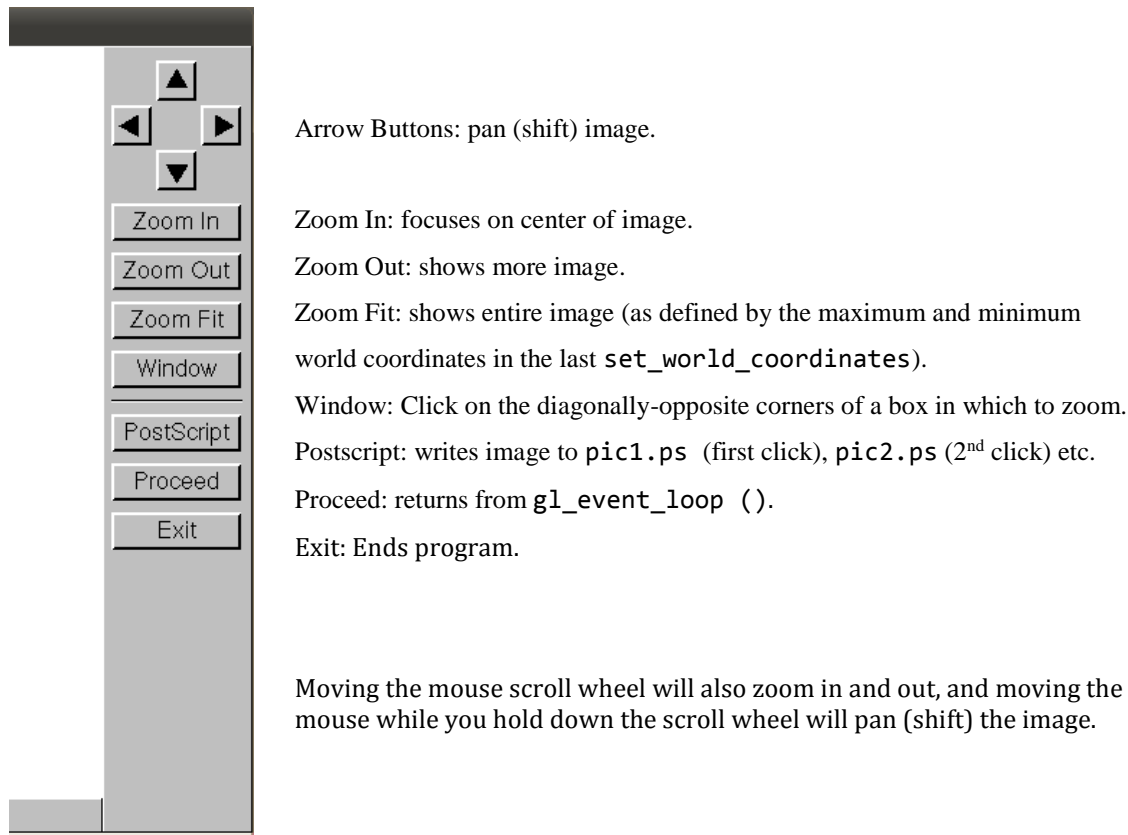 Arrow Buttons: pan (shift) image.
Zoom In
Zoom In: focuses on center of image.
Zoom Out
Zoom Out: shows more image.
Zoom Fit
Zoom Fit: shows entire image (as defined by the maximum and minimum
world coordinates in the last set_world_coordinates).
Window
Window: Click on the diagonally-opposite corners of a box in which to zoom.
PostScript
Postscript: writes image to pic1.ps (first click), pic2.ps (2nd click) etc.
Proceed
Proceed: returns from gl_event_loop ().
Exit
Exit: Ends program.
Moving the mouse scroll wheel will also zoom in and out, and moving the
mouse while you hold down the scroll wheel will pan (shift) the image.